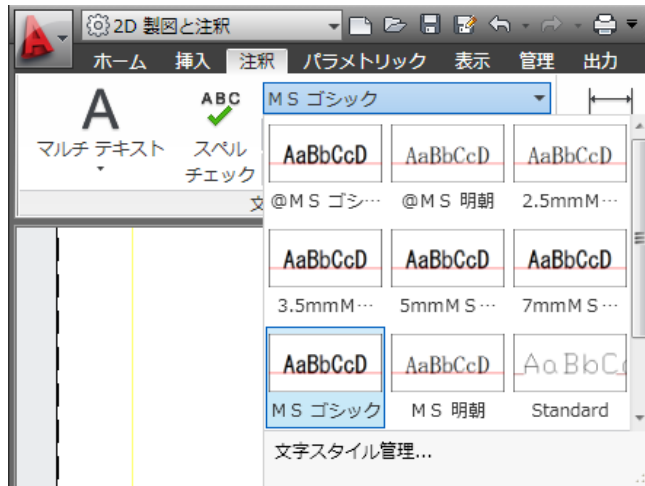 2D 製図と注釈
ホーム 挿入 注釈 パラメトリック 表示 管理 出力
A ABC MS ゴシック
マルチ テキスト スペル チェック
文
AaBbCcD AaBbCcD AaBbCcD
@MS ゴシ… @MS 明朝 2.5mmM…
AaBbCcD AaBbCcD AaBbCcD
3.5mmM… 5mmMS… 7mmMS…
AaBbCcD AaBbCcD AaBbC
MS ゴシック MS 明朝 Standard
文字スタイル管理...